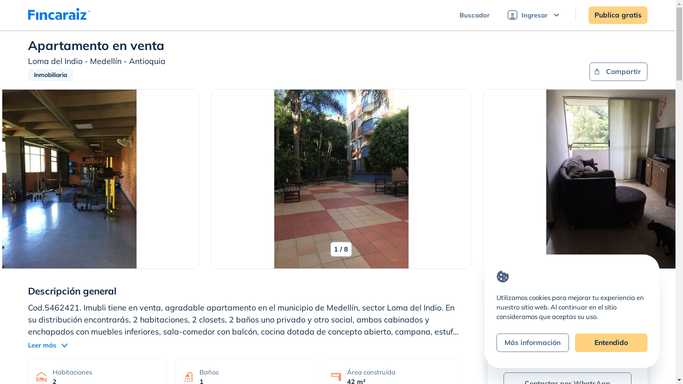 Fincaraiz
Buscador
Ingresar
Publica gratis
Apartamento en venta
Loma del Indio - Medellín - Antioquia
Inmobiliaria
Compartir
1 / 8
Descripción general
Cod.5462421. Imubli tiene en venta, agradable apartamento en el municipio de Medellín, sector Loma del Indio. En
su distribución encontrarás, 2 habitaciones, 2 closets, 2 baños uno privado y otro social, ambos cabinados y
enchapados con muebles inferiores, sala-comedor con balcón, cocina dotada de concepto abierto, campana, estuf...
Leer más
Habitaciones
2
Baños
1
Área construida
42 m²
Utilizamos cookies para mejorar tu experiencia en
nuestro sitio web. Al continuar en el sitio
consideramos que aceptas su uso.
Más información
Entendido
Contactar por WhatsApp